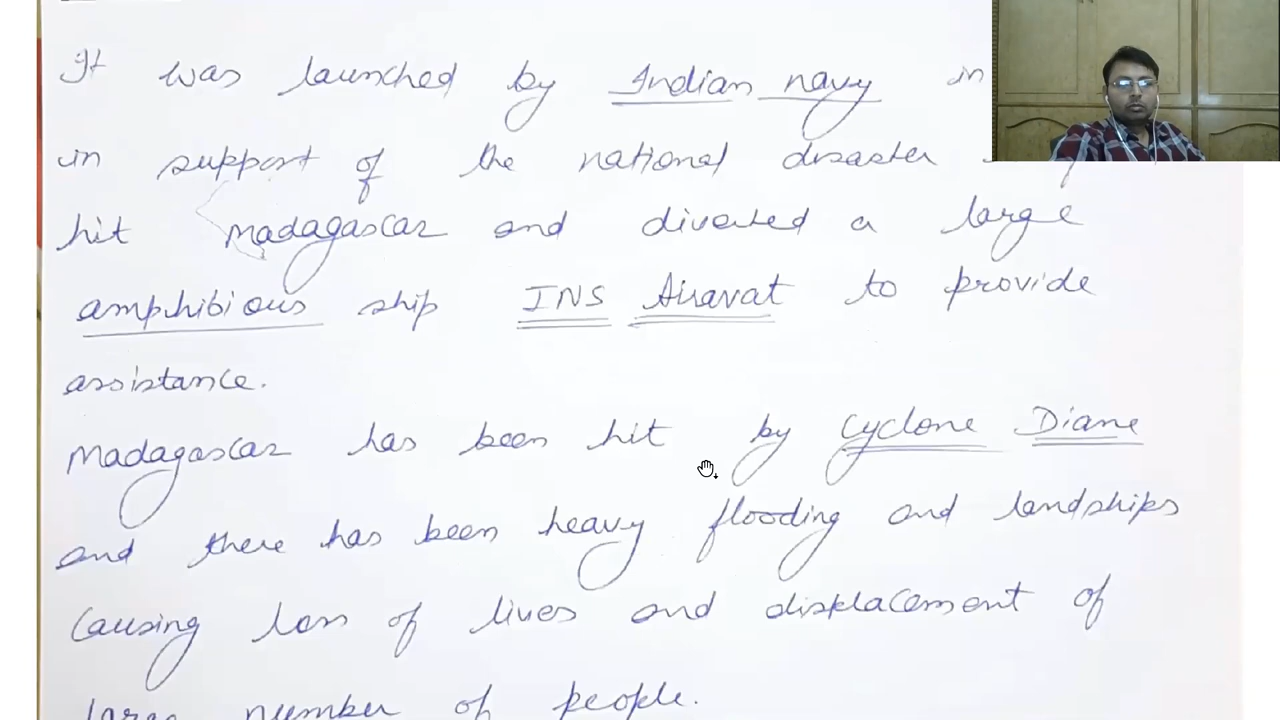 It was launched by Indian navy in
in support of the national disaster
hit Madagascar and diverted a large
amphibious ship INS Airavat to provide
assistance.
Madagascar has been hit by Cyclone Diane
and there has been heavy flooding and landships
causing loss of lives and displacement of
large number of people.